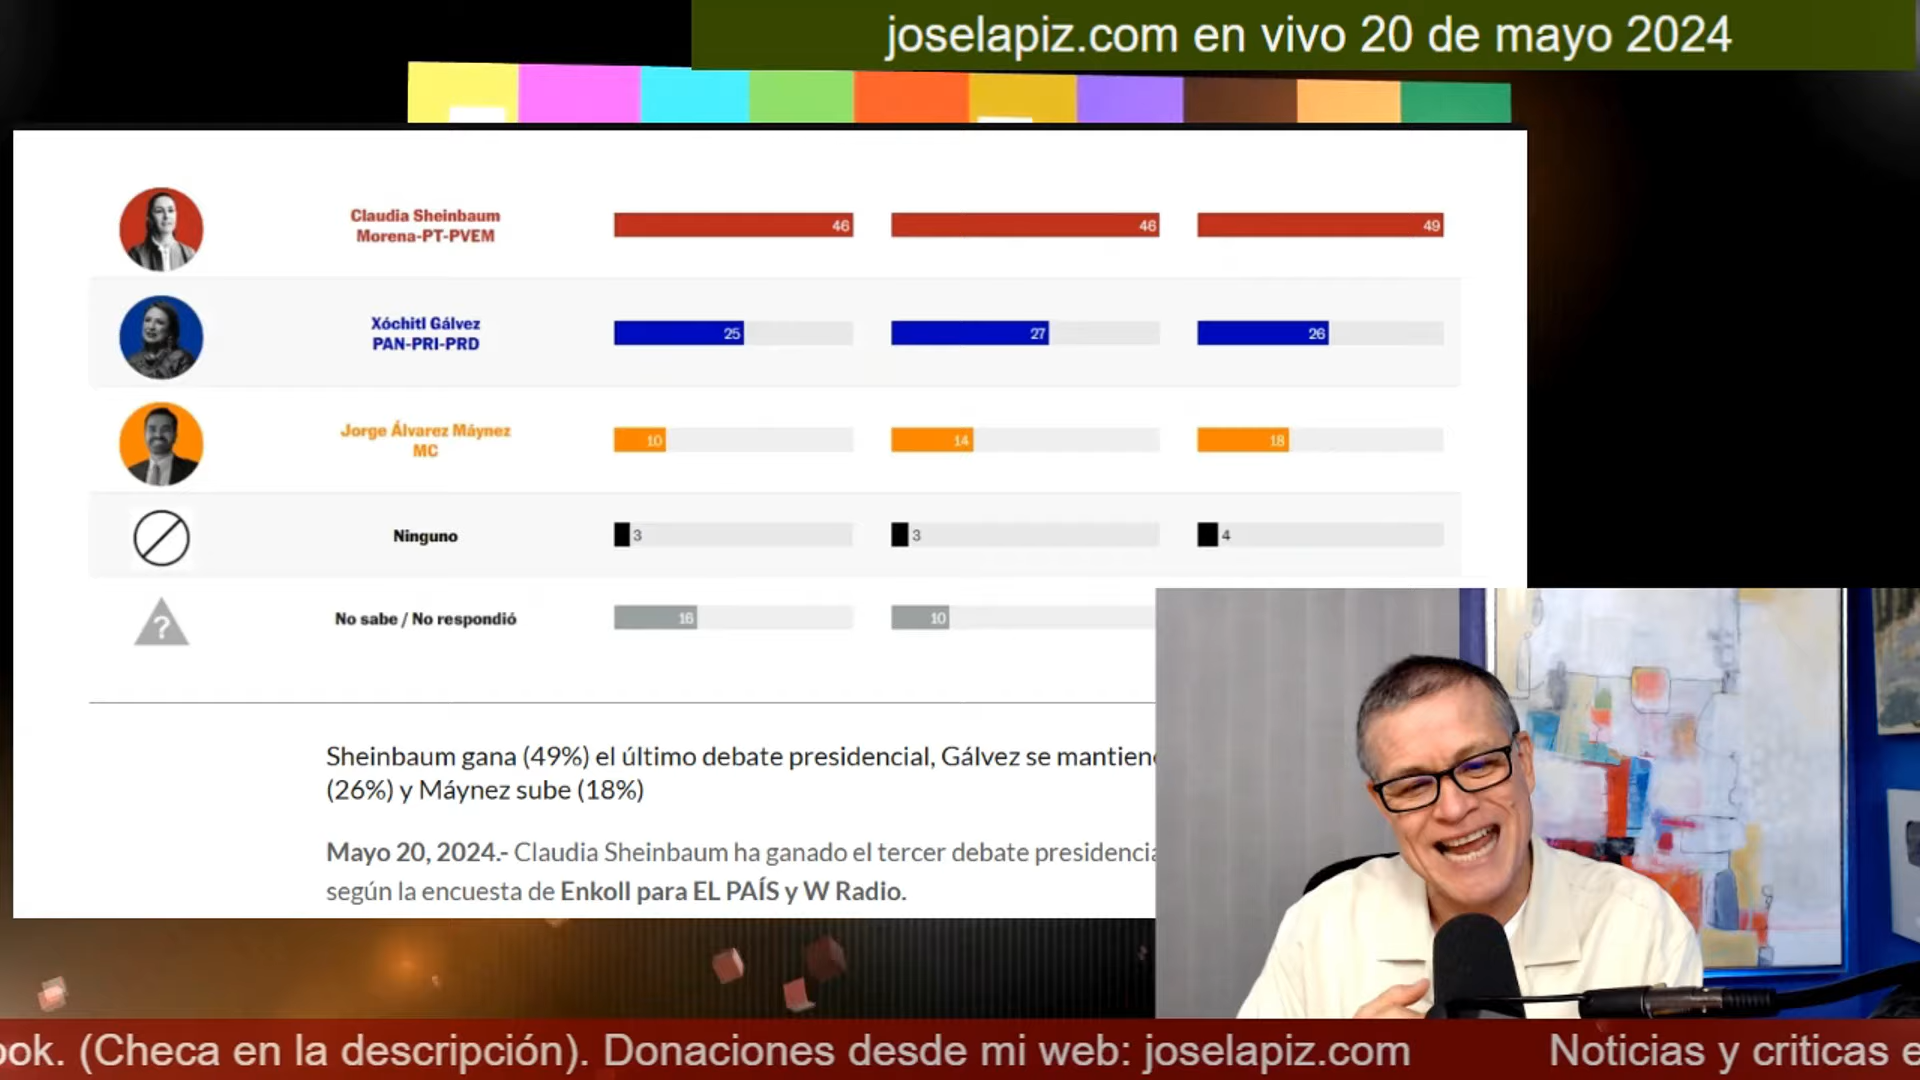 joselapiz.com en vivo 20 de mayo 2024
Claudia Sheinbaum
Morena-PT-PVEM
46
46
49
Xóchitl Gálvez
PAN-PRI-PRD
25
27
26
Jorge Álvarez Máynez
MC
10
14
18
Ninguno
3
3
4
?
No sabe / No respondió
16
10
Sheinbaum gana (49%) el último debate presidencial, Gálvez se mantiene
(26%) y Máynez sube (18%)
Mayo 20, 2024.- Claudia Sheinbaum ha ganado el tercer debate presidencia
según la encuesta de Enkoll para EL PAÍS y W Radio.
ook. (Checa en la descripción). Donaciones desde mi web: joselapiz.com Noticias y criticas e